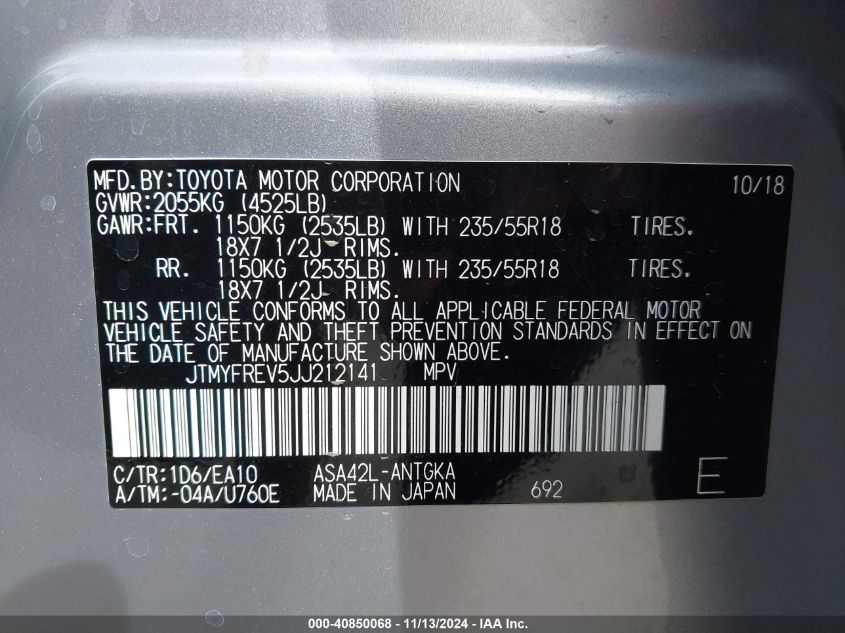 MFD.BY:TOYOTA MOTOR CORPORATION 10/18
GVWR:2055KG (4525LB)
GAWR:FRT. 1150KG (2535LB) WITH 235/55R18 TIRES.
18X7 1/2J RIMS.
RR. 1150KG (2535LB) WITH 235/55R18 TIRES.
18X7 1/2J RIMS.
THIS VEHICLE CONFORMS TO ALL APPLICABLE FEDERAL MOTOR
VEHICLE SAFETY AND THEFT PREVENTION STANDARDS IN EFFECT ON
THE DATE OF MANUFACTURE SHOWN ABOVE.
JTMYFREV5JJ212141 MPV
C/TR:1D6/EA10 ASA42L-ANTGKA
A/TM:-04A/U760E MADE IN JAPAN 692 E
000-40850068 - 11/13/2024 - IAA Inc.